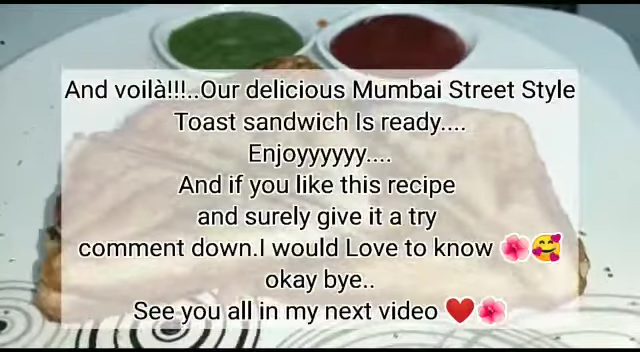 And voilà!!!..Our delicious Mumbai Street Style
Toast sandwich Is ready....
Enjoyyyyyy....
And if you like this recipe
and surely give it a try
comment down.I would Love to know 🌺🥰
okay bye..
See you all in my next video ❤️🌺